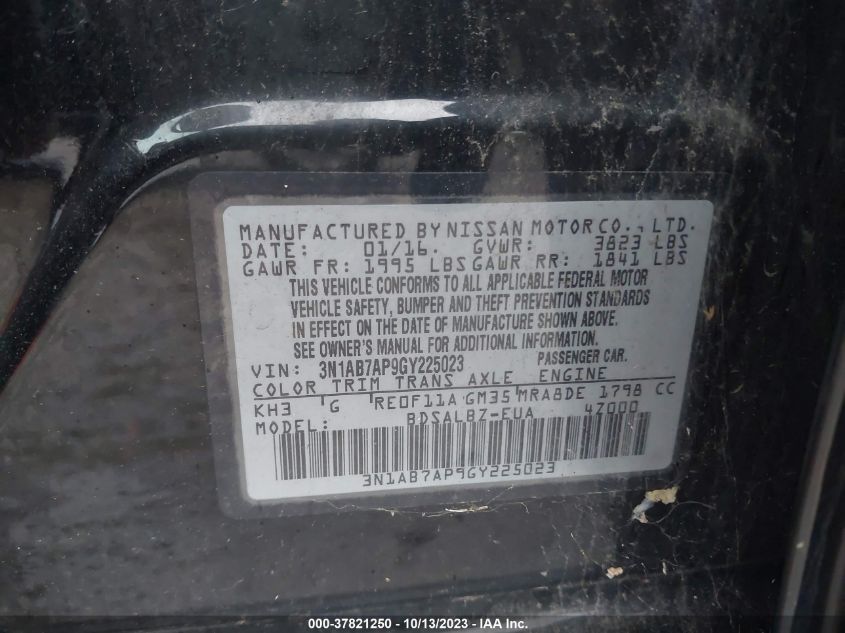 MANUFACTURED BY NISSAN MOTOR CO., LTD.
DATE: 01/16. GVWR: 3823 LBS
GAWR FR: 1995 LBS GAWR RR: 1841 LBS
THIS VEHICLE CONFORMS TO ALL APPLICABLE FEDERAL MOTOR
VEHICLE SAFETY, BUMPER AND THEFT PREVENTION STANDARDS
IN EFFECT ON THE DATE OF MANUFACTURE SHOWN ABOVE.
SEE OWNER'S MANUAL FOR ADDITIONAL INFORMATION.
VIN: 3N1AB7AP9GY225023 PASSENGER CAR.
COLOR TRIM TRANS AXLE ENGINE
KH3 G RE0F11A GM35 MRA8DE 1798 CC
MODEL: BDSALBZ-EUA 4Z000
3N1AB7AP9GY225023
000-37821250 | 10/13/2023 - IAA Inc.